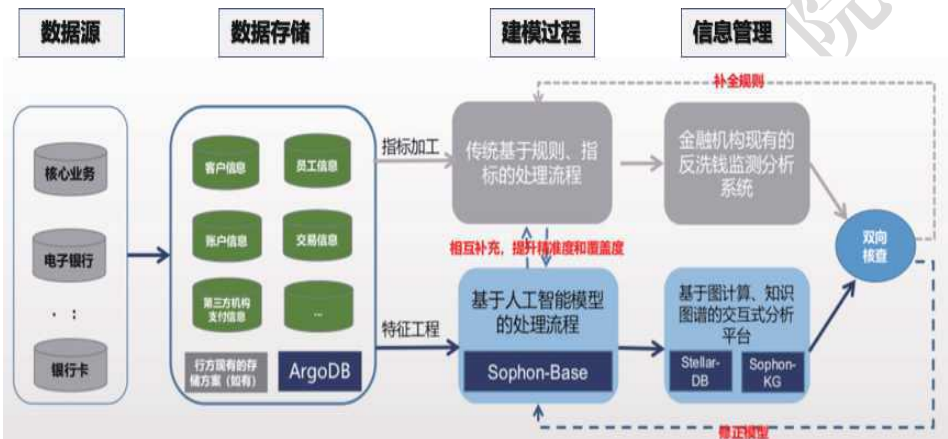 数据源
数据存储
建模过程
信息管理
院
补全规则
核心业务
电子银行
银行卡
客户信息
员工信息
账户信息
交易信息
第三方机构
支付信息
...
行方现有的存
储方案（如有）
ArgoDB
指标加工
特征工程
传统基于规则、指
标的处理流程
相互补充，提升精准度和覆盖度
基于人工智能模型
的处理流程
Sophon-Base
金融机构现有的
反洗钱监测分析
系统
基于图计算、知识
图谱的交互式分析
平台
Stellar-
DB
Sophon-
KG
双向
核查
修正模型